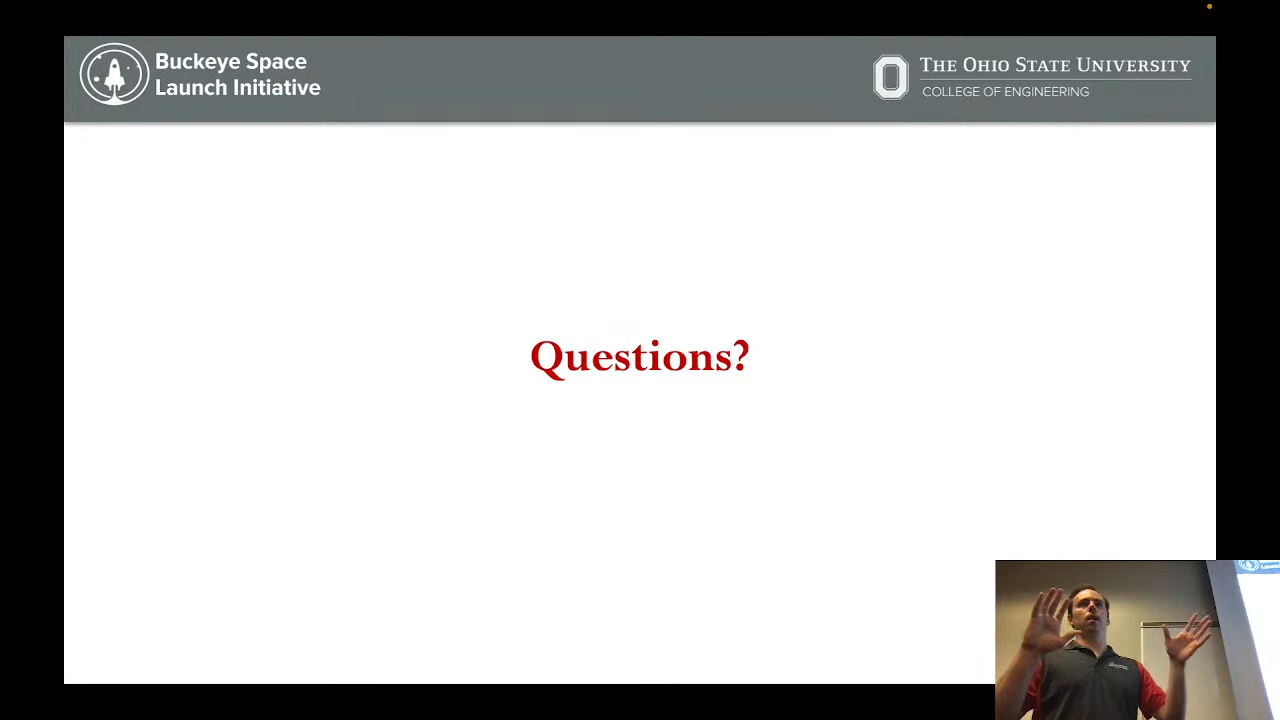 Buckeye Space
Launch Initiative
THE OHIO STATE UNIVERSITY
COLLEGE OF ENGINEERING
Questions?